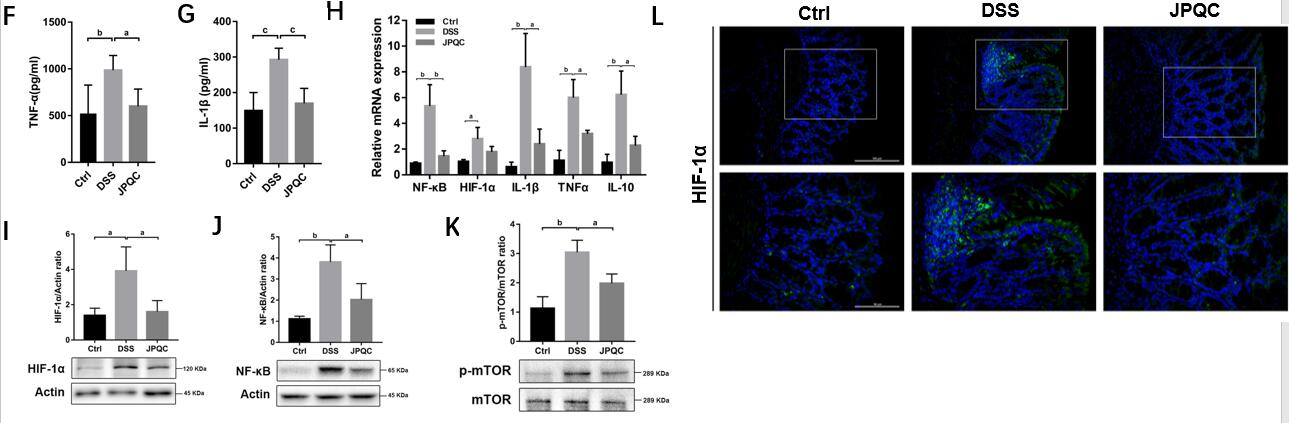 F
TNF-α(pg/ml)
1500
1000
500
0
b
a
Ctrl
DSS
JPQC
G
IL-1β (pg/ml)
400
300
200
100
0
c
c
Ctrl
DSS
JPQC
H
Relative mRNA expression
12
10
8
6
4
2
0
Ctrl
DSS
JPQC
b b
a
b a
b a
b a
NF-κB HIF-1α IL-1β TNFα IL-10
I
HIF-1α/Actin ratio
6
4
2
0
a
a
Ctrl DSS JPQC
HIF-1α
120 KDa
Actin
45 KDa
J
NF-κB/Actin ratio
5
4
3
2
1
0
b
a
Ctrl DSS JPQC
NF-κB
65 KDa
Actin
45 KDa
K
p-mTOR/mTOR ratio
4
3
2
1
0
b
a
Ctrl DSS JPQC
p-mTOR
289 KDa
mTOR
289 KDa
L
Ctrl DSS JPQC
HIF-1α